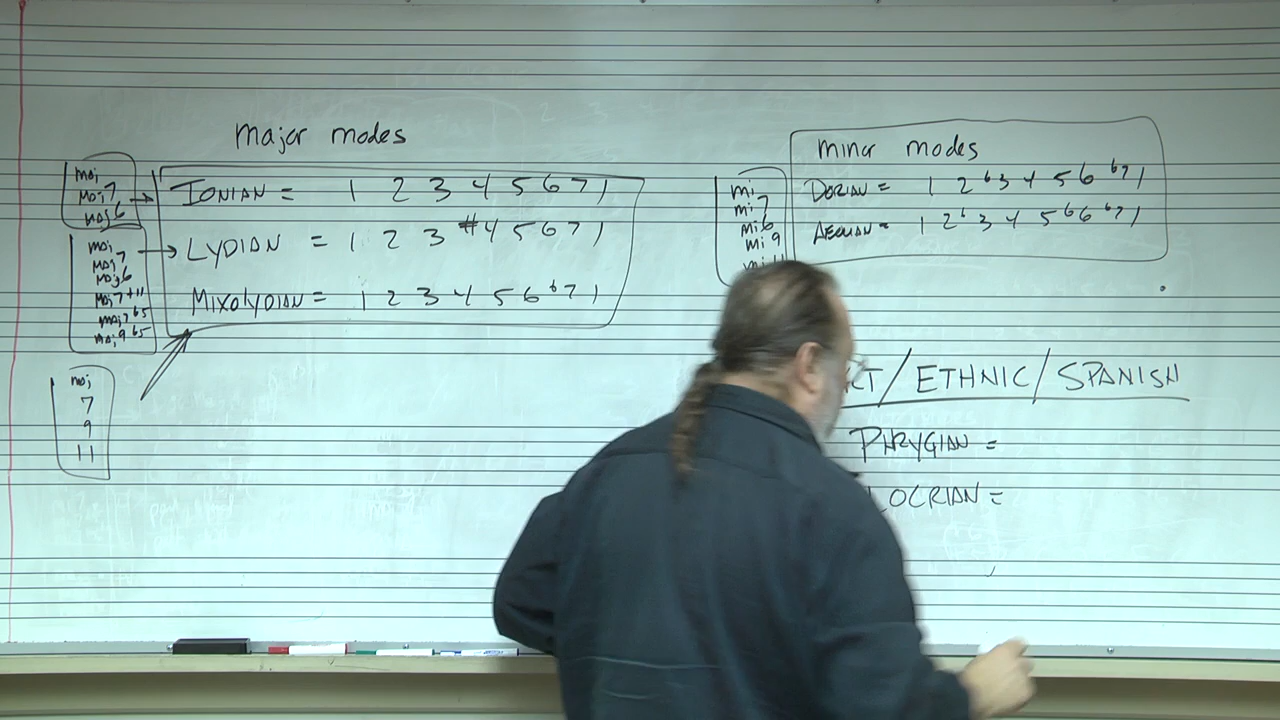 major modes
maj
maj7
maj6
IONIAN = 1 2 3 4 5 6 7 1
LYDIAN = 1 2 3 #4 5 6 7 1
MIXOLYDIAN = 1 2 3 4 5 6 b7 1
maj
maj7
maj6
maj7+11
maj7b5
maj9b5
maj
7
9
11
minor modes
mi
mi7
mi6
mi9
mi11
DORIAN = 1 2 b3 4 5 6 b7 1
AEOLIAN = 1 2 b3 4 5 b6 b7 1
/ETHNIC/SPANISH
PHRYGIAN =
LOCRIAN =